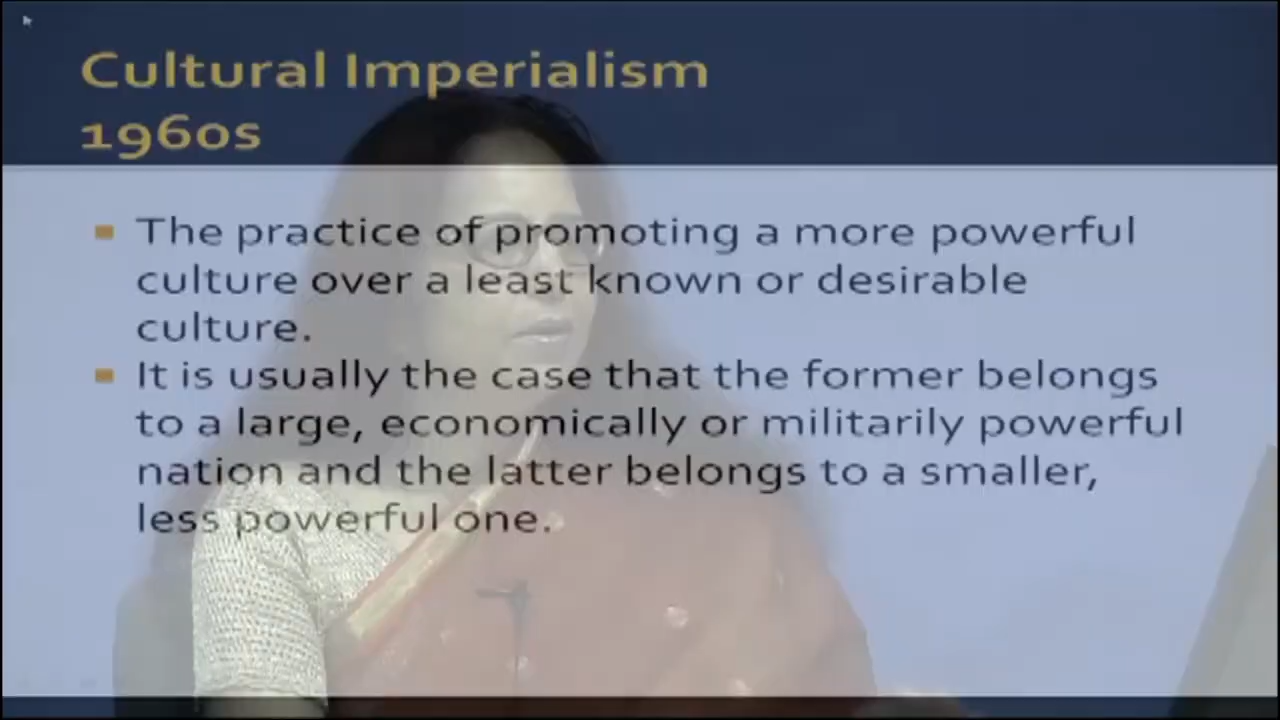 Cultural Imperialism
1960s
The practice of promoting a more powerful
culture over a least known or desirable
culture.
It is usually the case that the former belongs
to a large, economically or militarily powerful
nation and the latter belongs to a smaller,
less powerful one.